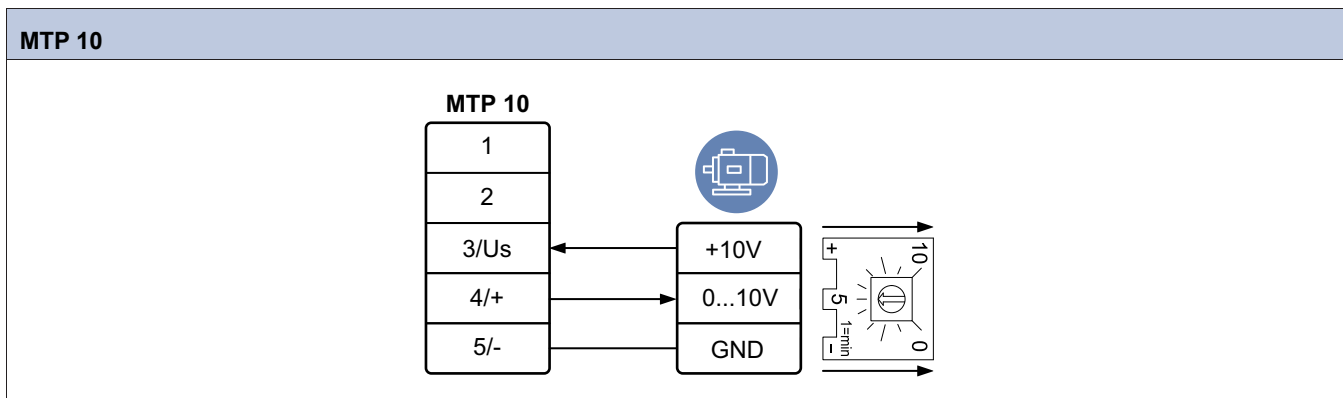 MTP 10
MTP 10
1
2
3/Us
4/+
5/-
+10V
0...10V
GND
+
5
-
1=min
10
0